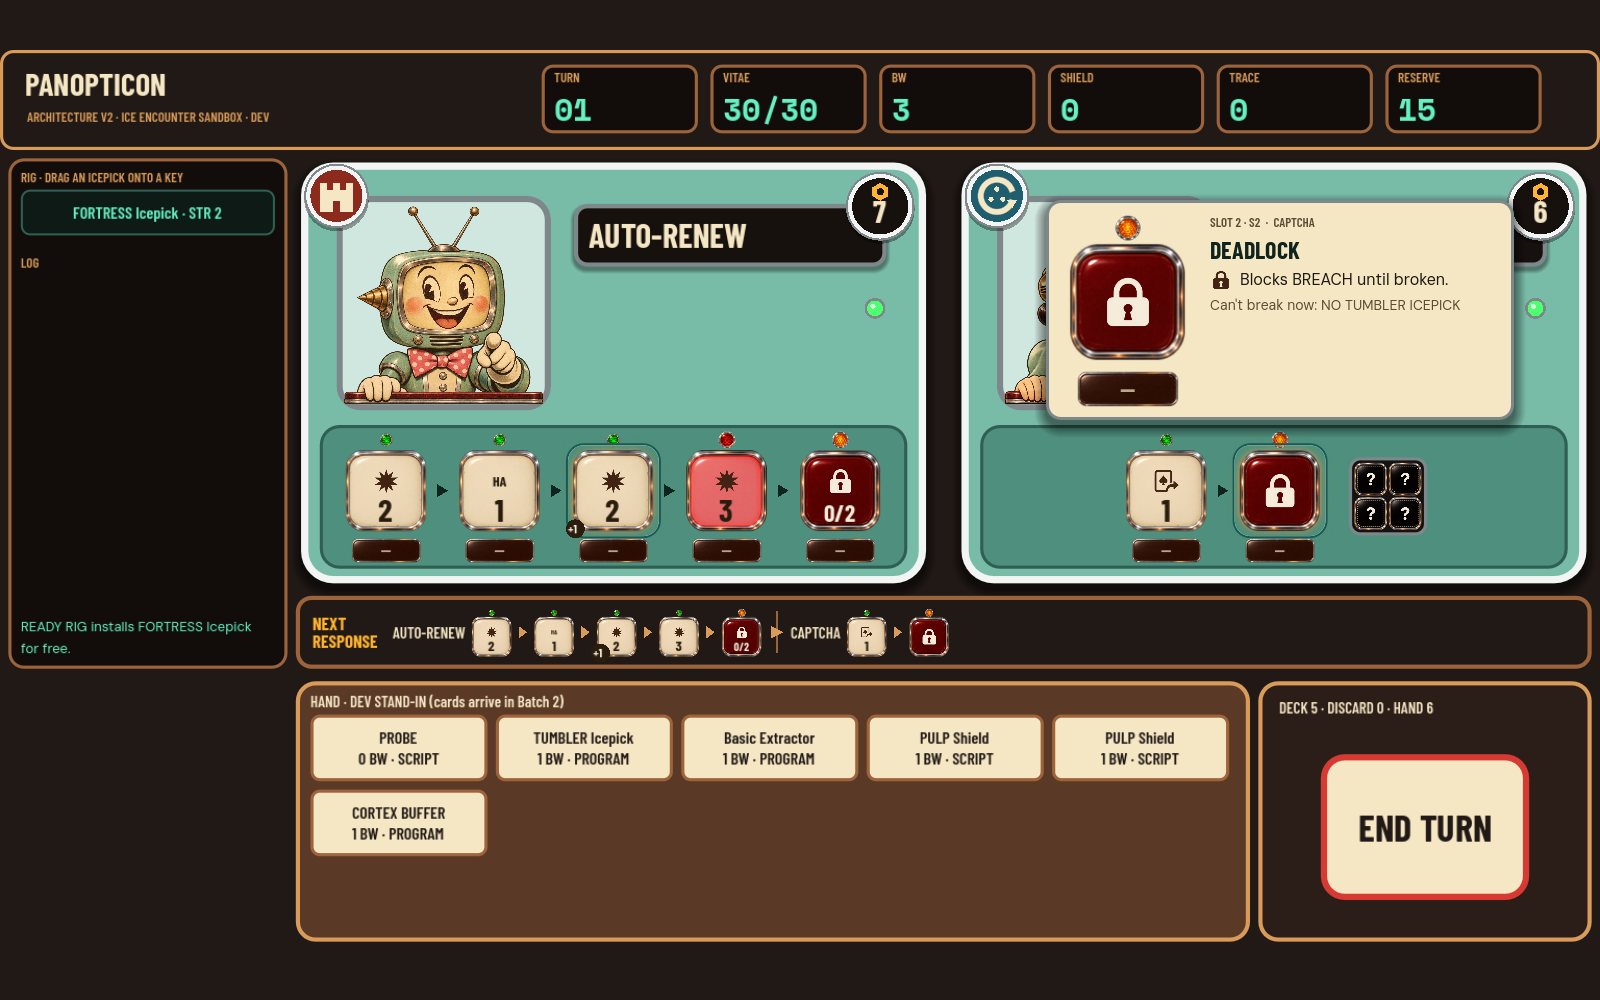 PANOPTICON
ARCHITECTURE V2 · ICE ENCOUNTER SANDBOX · DEV
TURN
01
VITAE
30/30
BW
3
SHIELD
0
TRACE
0
RESERVE
15
RIG · DRAG AN ICEPICK ONTO A KEY
FORTRESS Icepick · STR 2
LOG
READY RIG installs FORTRESS Icepick
for free.
AUTO-RENEW
7
2
HA
1
+1
2
3
0/2
–
–
–
–
–
6
SLOT 2 · S2 · CAPTCHA
DEADLOCK
Blocks BREACH until broken.
Can't break now: NO TUMBLER ICEPICK
–
1
? ?
? ?
–
–
NEXT
RESPONSE
AUTO-RENEW
2
HA
1
+1
2
3
0/2
CAPTCHA
1
HAND · DEV STAND-IN (cards arrive in Batch 2)
PROBE
0 BW · SCRIPT
TUMBLER Icepick
1 BW · PROGRAM
Basic Extractor
1 BW · PROGRAM
PULP Shield
1 BW · SCRIPT
PULP Shield
1 BW · SCRIPT
CORTEX BUFFER
1 BW · PROGRAM
DECK 5 · DISCARD 0 · HAND 6
END TURN